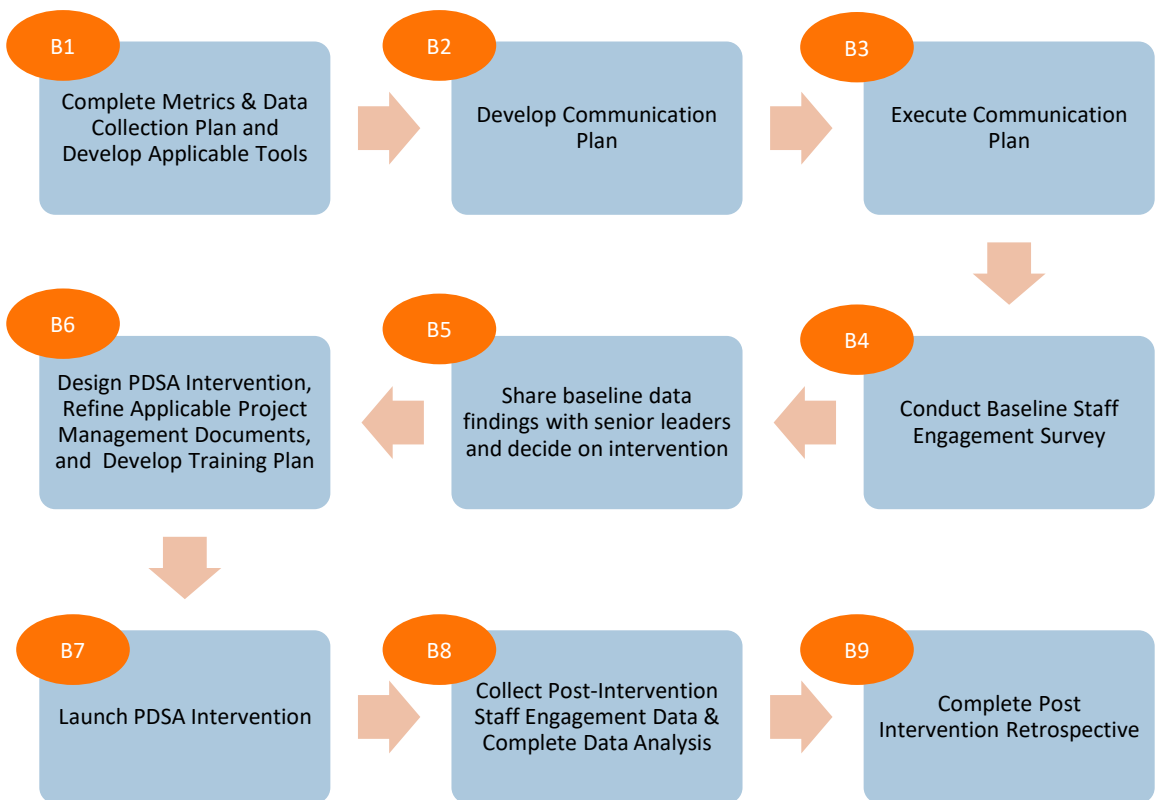 B1
Complete Metrics & Data
Collection Plan and
Develop Applicable Tools
B2
Develop Communication
Plan
B3
Execute Communication
Plan
B4
Conduct Baseline Staff
Engagement Survey
B5
Share baseline data
findings with senior leaders
and decide on intervention
B6
Design PDSA Intervention,
Refine Applicable Project
Management Documents,
and  Develop Training Plan
B7
Launch PDSA Intervention
B8
Collect Post-Intervention
Staff Engagement Data &
Complete Data Analysis
B9
Complete Post
Intervention Retrospective